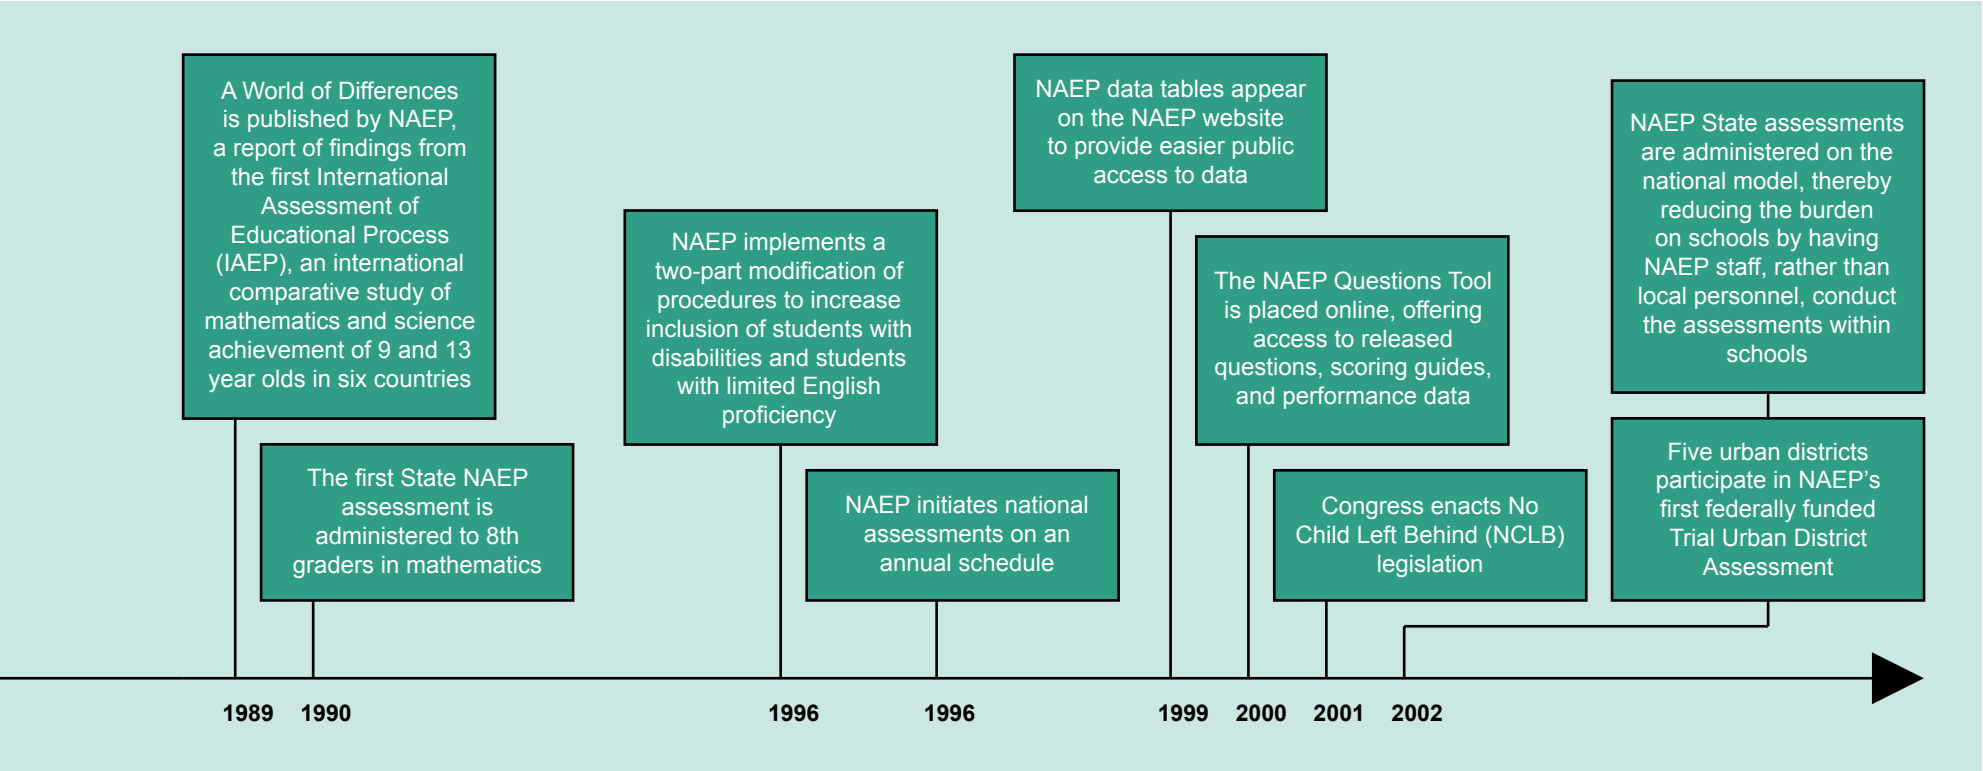 A World of Differences
is published by NAEP,
a report of findings from
the first International
Assessment of
Educational Process
(IAEP), an international
comparative study of
mathematics and science
achievement of 9 and 13
year olds in six countries
The first State NAEP
assessment is
administered to 8th
graders in mathematics
NAEP implements a
two-part modification of
procedures to increase
inclusion of students with
disabilities and students
with limited English
proficiency
NAEP initiates national
assessments on an
annual schedule
NAEP data tables appear
on the NAEP website
to provide easier public
access to data
The NAEP Questions Tool
is placed online, offering
access to released
questions, scoring guides,
and performance data
Congress enacts No
Child Left Behind (NCLB)
legislation
NAEP State assessments
are administered on the
national model, thereby
reducing the burden
on schools by having
NAEP staff, rather than
local personnel, conduct
the assessments within
schools
Five urban districts
participate in NAEP’s
first federally funded
Trial Urban District
Assessment
1989 1990 1996 1996 1999 2000 2001 2002